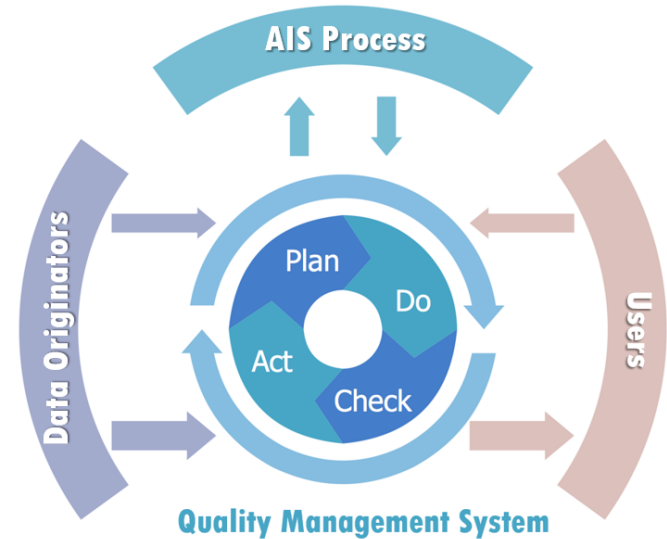 AIS Process
Data Originators
Plan
Do
Act
Check
Users
Quality Management System